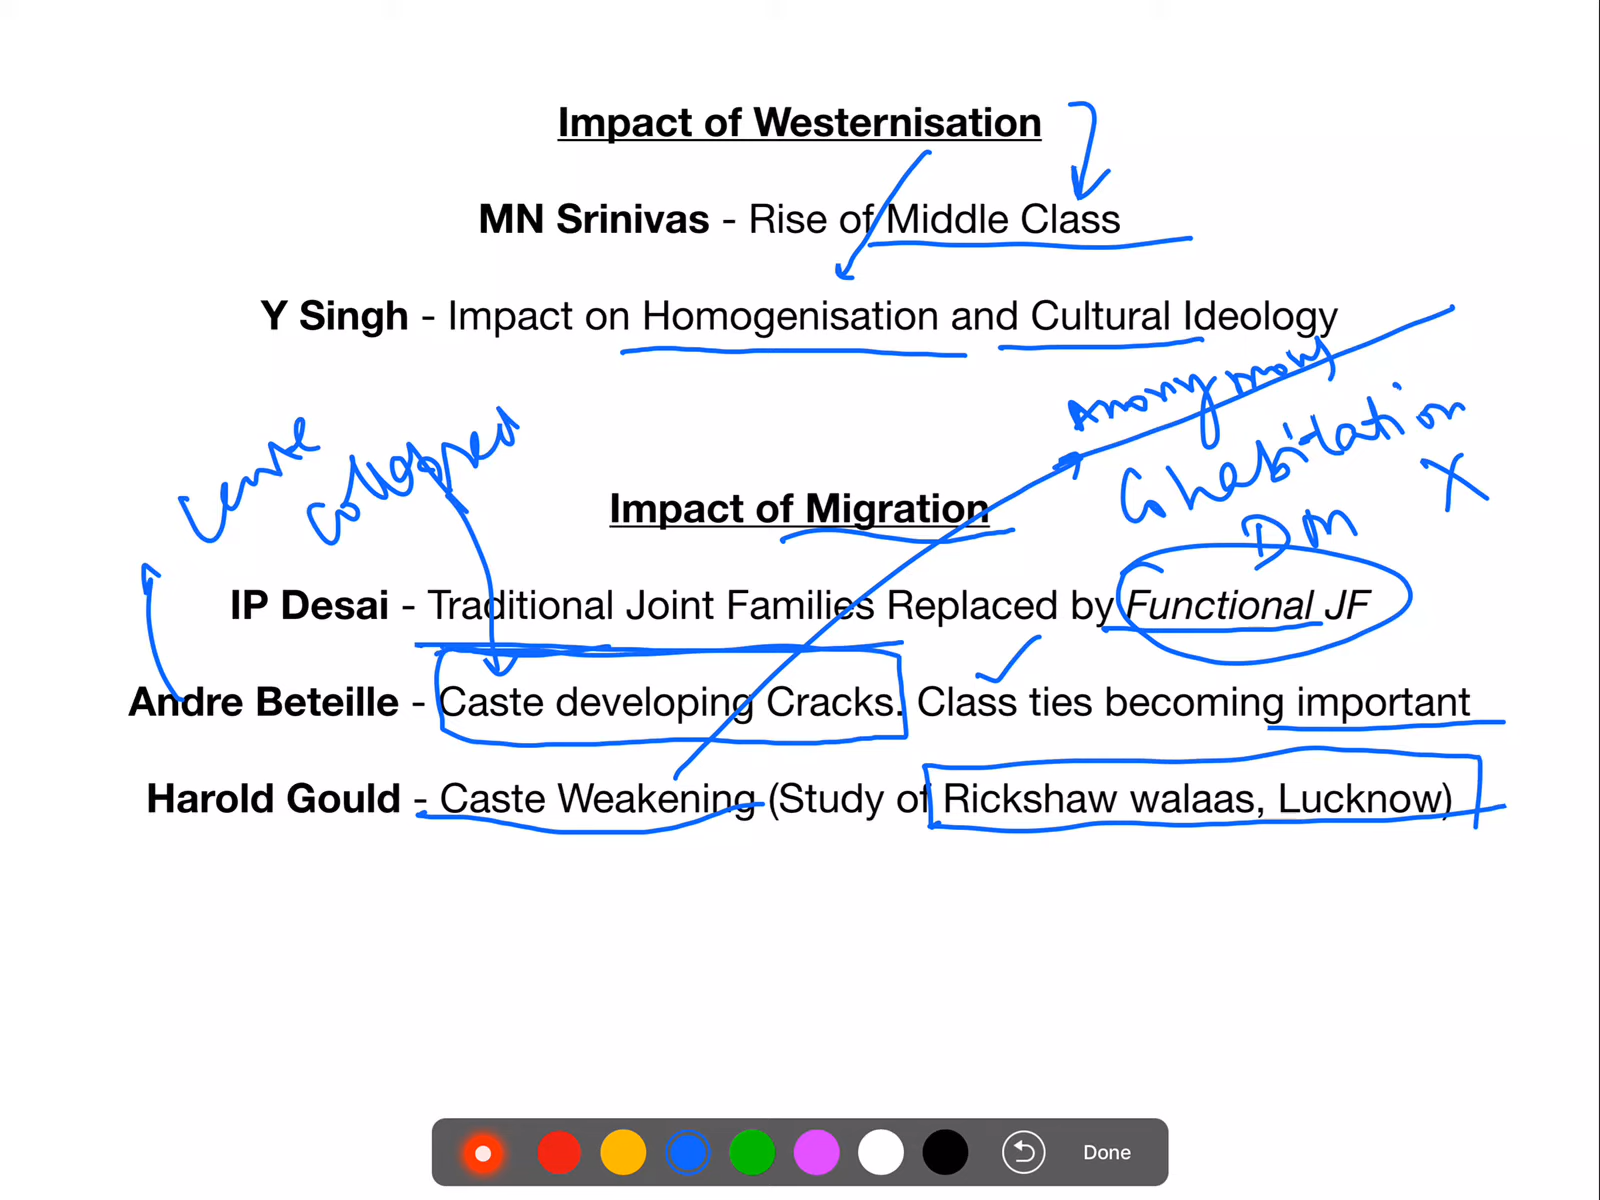 Impact of Westernisation
MN Srinivas - Rise of Middle Class
Y Singh - Impact on Homogenisation and Cultural Ideology
Cohabitation
collapsed
X
Impact of Migration
DM
IP Desai - Traditional Joint Families Replaced by Functional JF
Andre Beteille - Caste developing Cracks. Class ties becoming important
Harold Gould - Caste Weakening (Study of Rickshaw walaas, Lucknow)
Done